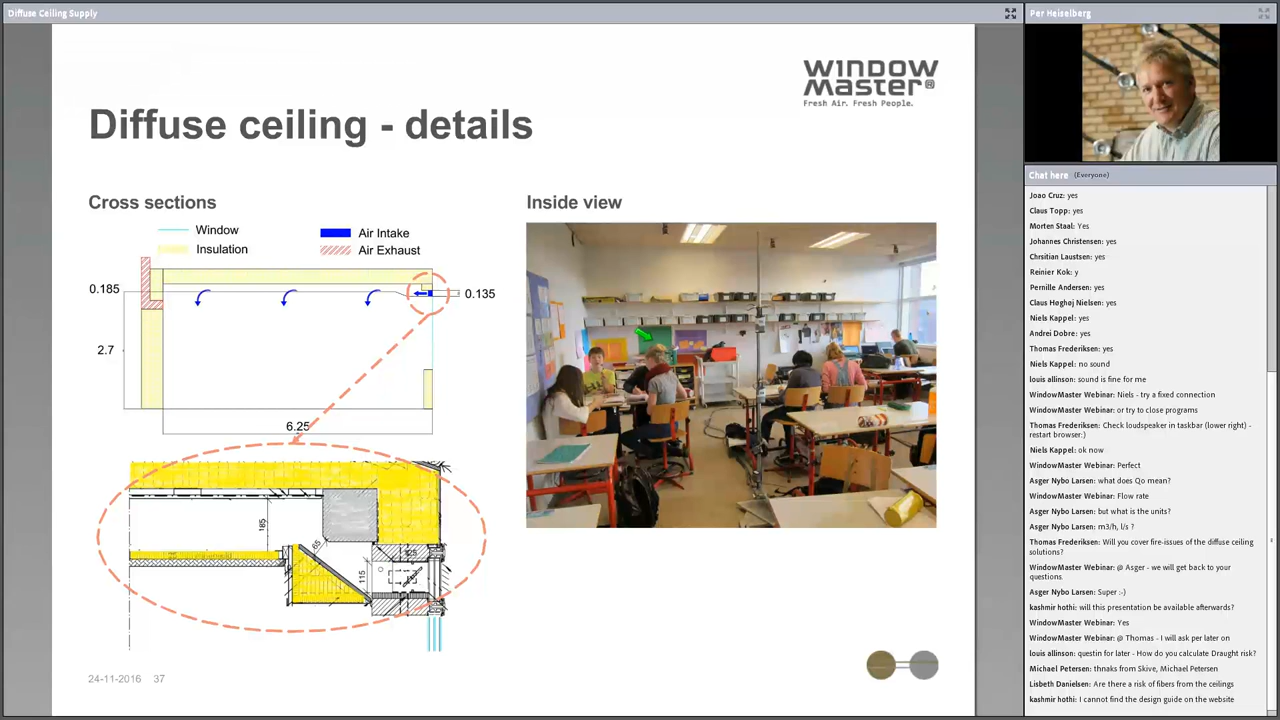 Diffuse Ceiling Supply
WINDOW
MASTER
Fresh Air. Fresh People.
Diffuse ceiling - details
Cross sections
Window
Air Intake
Insulation
Air Exhaust
0.185
0.135
2.7
6.25
185
65
115
Inside view
24-11-2016 37
Per Heiselberg
Chat here (Everyone)
Joao Cruz: yes
Claus Topp: yes
Morten Staal: Yes
Johannes Christensen: yes
Chrsitian Laustsen: yes
Reinier Kok: y
Pernille Andersen: yes
Claus Høghøj Nielsen: yes
Niels Kappel: yes
Andrei Dobre: yes
Thomas Frederiksen: yes
Niels Kappel: no sound
louis allinson: sound is fine for me
WindowMaster Webinar: Niels - try a fixed connection
WindowMaster Webinar: or try to close programs
Thomas Frederiksen: Check loudspeaker in taskbar (lower right) -
restart browser:)
Niels Kappel: ok now
WindowMaster Webinar: Perfect
Asger Nybo Larsen: what does Qo mean?
WindowMaster Webinar: Flow rate
Asger Nybo Larsen: but what is the units?
Asger Nybo Larsen: m3/h, l/s ?
Thomas Frederiksen: Will you cover fire-issues of the diffuse ceiling
solutions?
WindowMaster Webinar: @ Asger - we will get back to your
questions.
Asger Nybo Larsen: Super :-)
kashmir hothi: will this presentation be available afterwards?
WindowMaster Webinar: Yes
WindowMaster Webinar: @ Thomas - I will ask per later on
louis allinson: questin for later - How do you calculate Draught risk?
Michael Petersen: thnaks from Skive, Michael Petersen
Lisbeth Danielsen: Are there a risk of fibers from the ceilings
kashmir hothi: I cannot find the design guide on the website